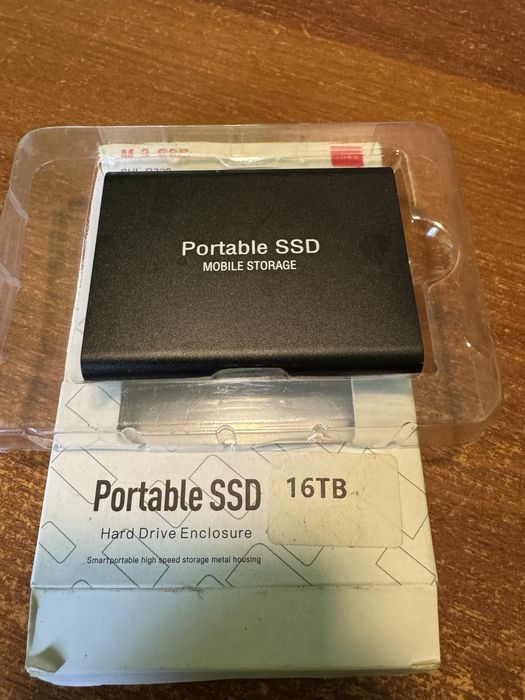 Portable SSD
MOBILE STORAGE
Portable SSD 16TB
Hard Drive Enclosure
Smart portable high speed storage metal housing